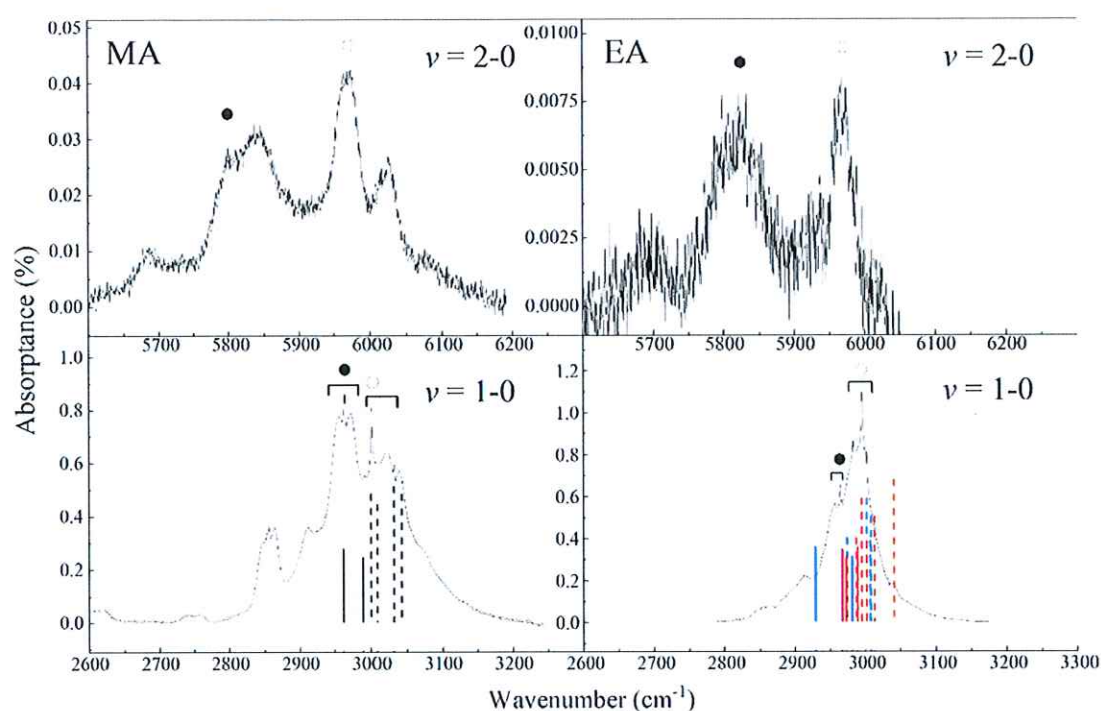 MA
v = 2-0
0.05
0.04
0.03
0.02
0.01
0.00
5700 5800 5900 6000 6100 6200
EA
v = 2-0
0.0100
0.0075
0.0050
0.0025
0.0000
5700 5800 5900 6000 6100 6200
Absorptance (%)
v = 1-0
1.0
0.8
0.6
0.4
0.2
0.0
2600 2700 2800 2900 3000 3100 3200
v = 1-0
1.2
1.0
0.8
0.6
0.4
0.2
0.0
2600 2700 2800 2900 3000 3100 3200 3300
Wavenumber (cm⁻¹)